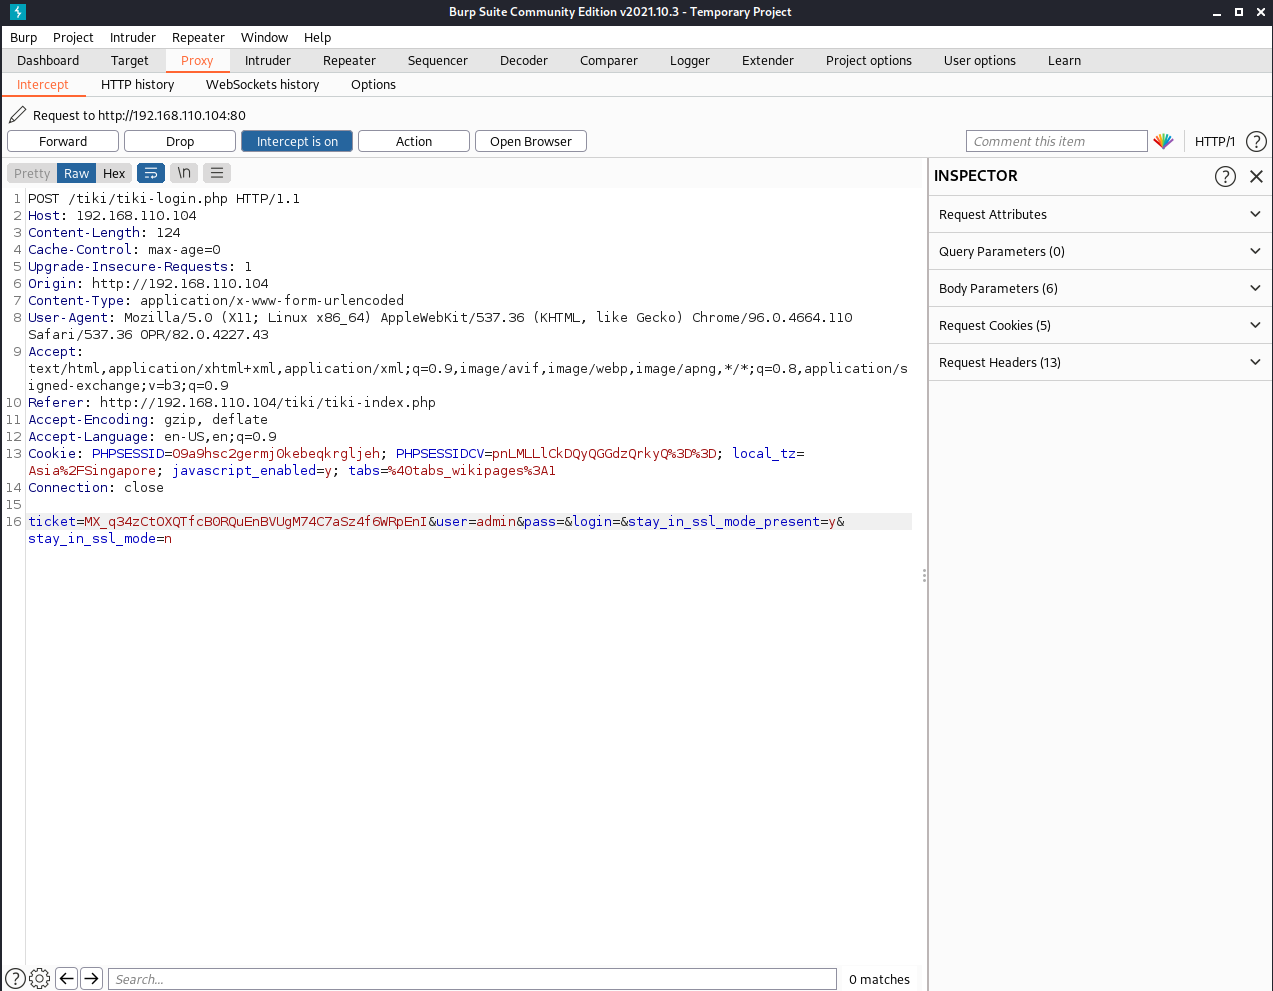 Burp Suite Community Edition v2021.10.3 - Temporary Project
Burp Project Intruder Repeater Window Help
Dashboard Target Proxy Intruder Repeater Sequencer Decoder Comparer Logger Extender Project options User options Learn
Intercept HTTP history WebSockets history Options
Request to http://192.168.110.104:80
Forward Drop Intercept is on Action Open Browser Comment this item HTTP/1 ?
Pretty Raw Hex \n
INSPECTOR ?
Request Attributes
Query Parameters (0)
Body Parameters (6)
Request Cookies (5)
Request Headers (13)
1 POST /tiki/tiki-login.php HTTP/1.1
2 Host: 192.168.110.104
3 Content-Length: 124
4 Cache-Control: max-age=0
5 Upgrade-Insecure-Requests: 1
6 Origin: http://192.168.110.104
7 Content-Type: application/x-www-form-urlencoded
8 User-Agent: Mozilla/5.0 (X11; Linux x86_64) AppleWebKit/537.36 (KHTML, like Gecko) Chrome/96.0.4664.110
Safari/537.36 OPR/82.0.4227.43
9 Accept:
text/html,application/xhtml+xml,application/xml;q=0.9,image/avif,image/webp,image/apng,*/*;q=0.8,application/s
igned-exchange;v=b3;q=0.9
10 Referer: http://192.168.110.104/tiki/tiki-index.php
11 Accept-Encoding: gzip, deflate
12 Accept-Language: en-US,en;q=0.9
13 Cookie: PHPSESSID=09a9hsc2germj0kebeqkrgljeh; PHPSESSIDCV=pnLMLLlCkDQyQGGdzQrkyQ%3D%3D; local_tz=
Asia%2FSingapore; javascript_enabled=y; tabs=%40tabs_wikipages%3A1
14 Connection: close
15
16 ticket=MX_q34zCtOXQTfcB0RQuEnBVUgM74C7aSz4f6WRpEnI&user=admin&pass=&login=&stay_in_ssl_mode_present=y&
stay_in_ssl_mode=n
? Search... 0 matches